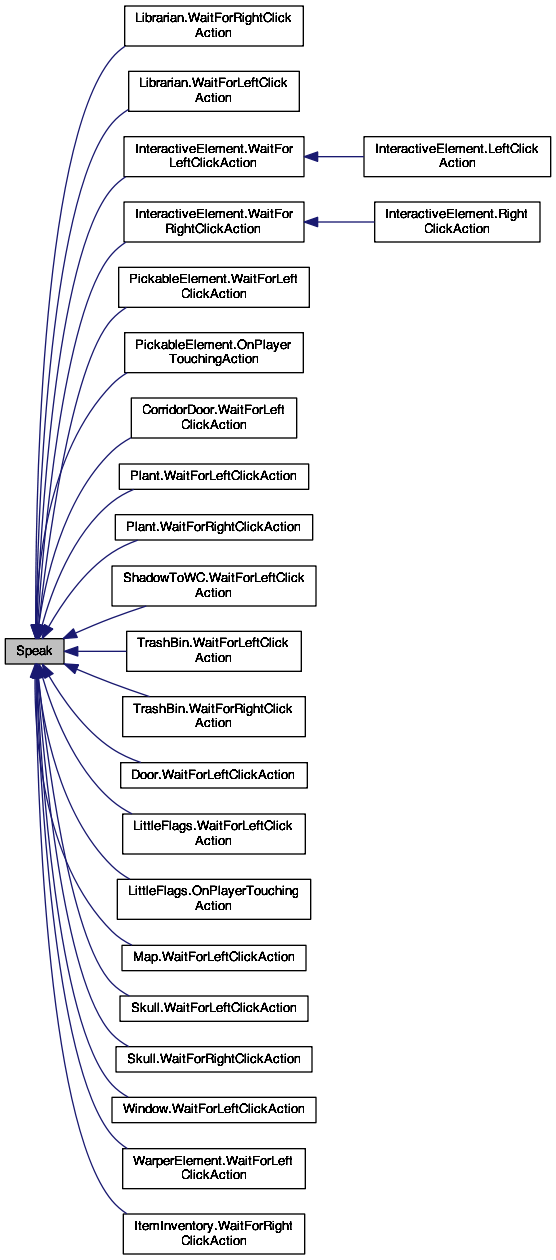 Librarian.WaitForRightClick
Action
Librarian.WaitForLeftClick
Action
InteractiveElement.WaitFor
LeftClickAction
InteractiveElement.LeftClick
Action
InteractiveElement.WaitFor
RightClickAction
InteractiveElement.Right
ClickAction
PickableElement.WaitForLeft
ClickAction
PickableElement.OnPlayer
TouchingAction
CorridorDoor.WaitForLeft
ClickAction
Plant.WaitForLeftClickAction
Plant.WaitForRightClickAction
ShadowToWC.WaitForLeftClick
Action
Speak
TrashBin.WaitForLeftClick
Action
TrashBin.WaitForRightClick
Action
Door.WaitForLeftClickAction
LittleFlags.WaitForLeftClick
Action
LittleFlags.OnPlayerTouching
Action
Map.WaitForLeftClickAction
Skull.WaitForLeftClickAction
Skull.WaitForRightClickAction
Window.WaitForLeftClickAction
WarperElement.WaitForLeft
ClickAction
ItemInventory.WaitForRight
ClickAction